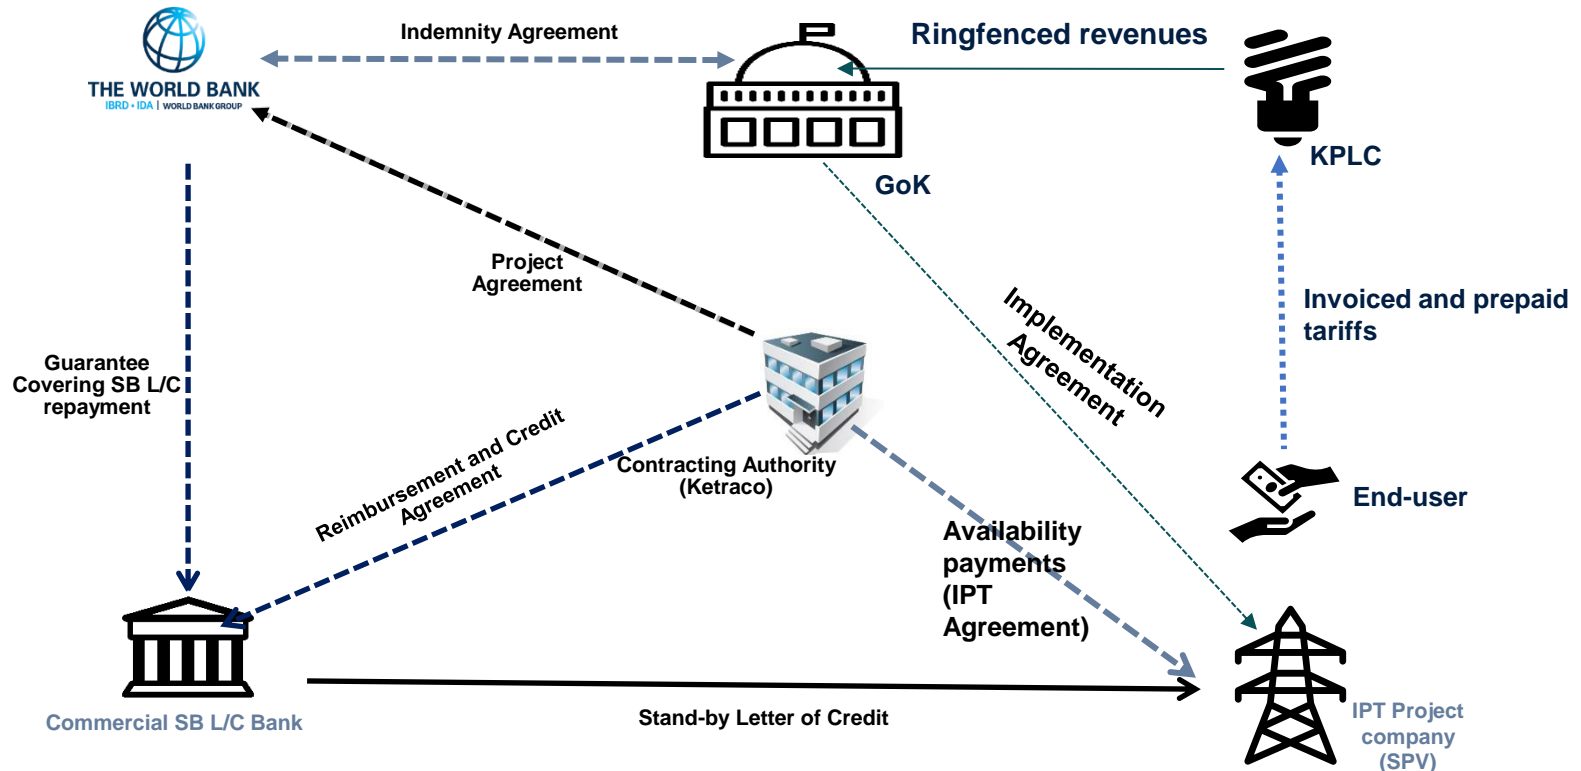 Indemnity Agreement
Ringfenced revenues
THE WORLD BANK
IBRD • IDA | WORLD BANK GROUP
KPLC
GoK
Project
Agreement
Implementation
Agreement
Invoiced and prepaid
tariffs
Guarantee
Covering SB L/C
repayment
Reimbursement and Credit
Agreement
Contracting Authority
(Ketraco)
End-user
Availability
payments
(IPT
Agreement)
Commercial SB L/C Bank
Stand-by Letter of Credit
IPT Project
company
(SPV)